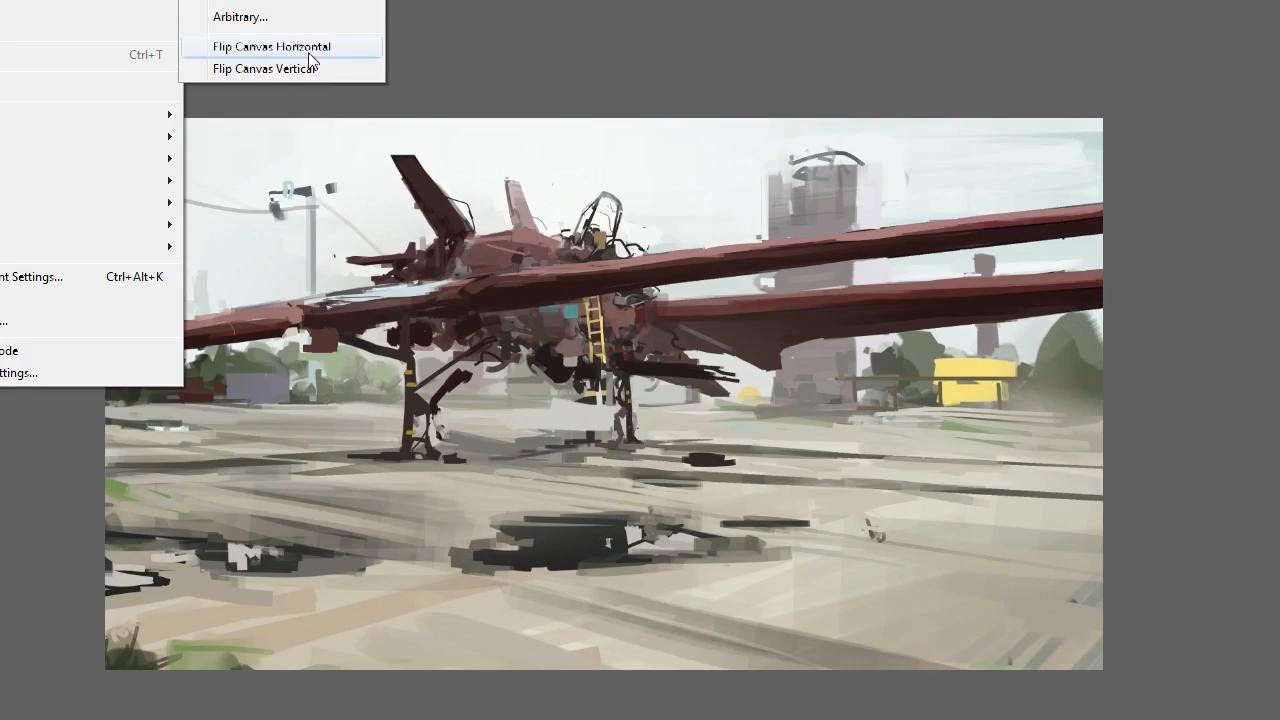 Arbitrary...
Flip Canvas Horizontal
Ctrl+T
Flip Canvas Vertical
nt Settings... Ctrl+Alt+K
...
ode
ttings...